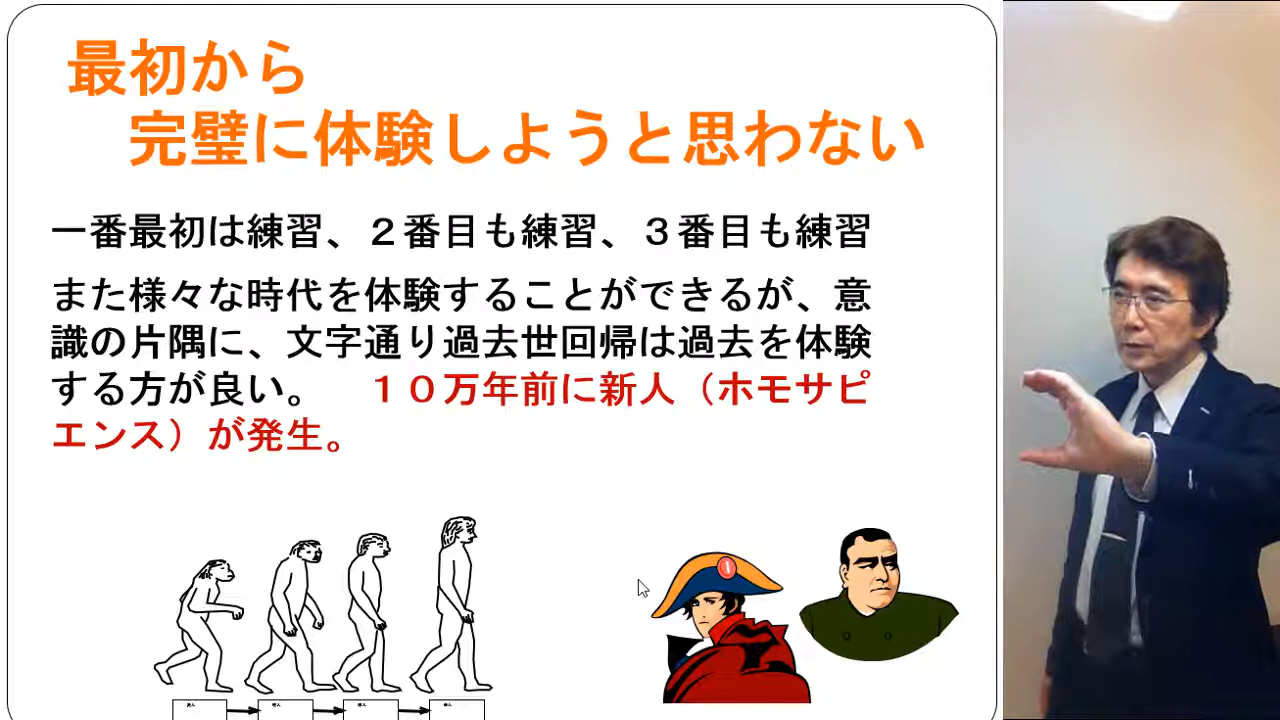 最初から
完璧に体験しようと思わない
一番最初は練習、２番目も練習、３番目も練習
また様々な時代を体験することができるが、意
識の片隅に、文字通り過去世回帰は過去を体験
する方が良い。　１０万年前に新人（ホモサピ
エンス）が発生。